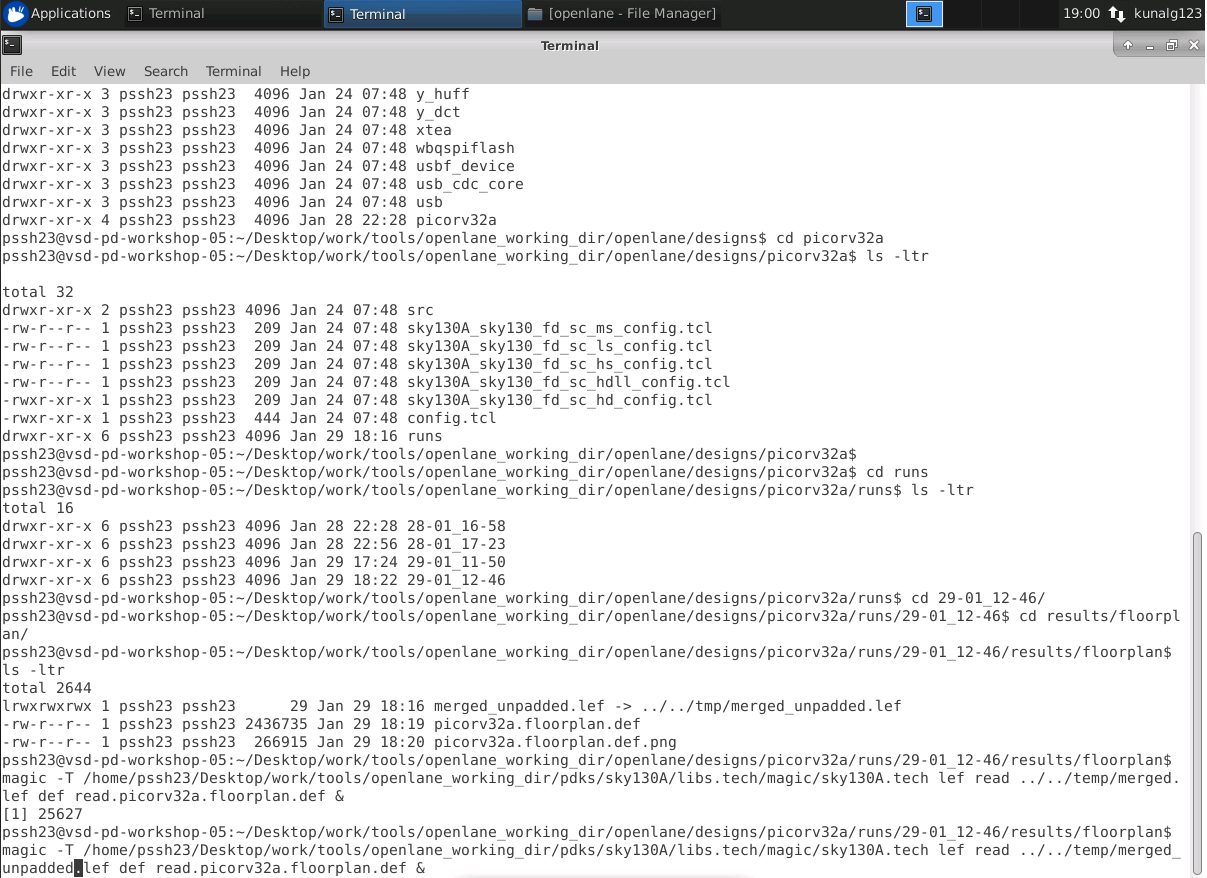 Applications Terminal Terminal [openlane - File Manager] 19:00 kunalg123
Terminal
File Edit View Search Terminal Help
drwxr-xr-x 3 pssh23 pssh23  4096 Jan 24 07:48 y_huff
drwxr-xr-x 3 pssh23 pssh23  4096 Jan 24 07:48 y_dct
drwxr-xr-x 3 pssh23 pssh23  4096 Jan 24 07:48 xtea
drwxr-xr-x 3 pssh23 pssh23  4096 Jan 24 07:48 wbqspiflash
drwxr-xr-x 3 pssh23 pssh23  4096 Jan 24 07:48 usbf_device
drwxr-xr-x 3 pssh23 pssh23  4096 Jan 24 07:48 usb_cdc_core
drwxr-xr-x 3 pssh23 pssh23  4096 Jan 24 07:48 usb
drwxr-xr-x 4 pssh23 pssh23  4096 Jan 28 22:28 picorv32a
pssh23@vsd-pd-workshop-05:~/Desktop/work/tools/openlane_working_dir/openlane/designs$ cd picorv32a
pssh23@vsd-pd-workshop-05:~/Desktop/work/tools/openlane_working_dir/openlane/designs/picorv32a$ ls -ltr
total 32
drwxr-xr-x 2 pssh23 pssh23 4096 Jan 24 07:48 src
-rw-r--r-- 1 pssh23 pssh23  209 Jan 24 07:48 sky130A_sky130_fd_sc_ms_config.tcl
-rw-r--r-- 1 pssh23 pssh23  209 Jan 24 07:48 sky130A_sky130_fd_sc_ls_config.tcl
-rw-r--r-- 1 pssh23 pssh23  209 Jan 24 07:48 sky130A_sky130_fd_sc_hs_config.tcl
-rw-r--r-- 1 pssh23 pssh23  209 Jan 24 07:48 sky130A_sky130_fd_sc_hdll_config.tcl
-rwxr-xr-x 1 pssh23 pssh23  209 Jan 24 07:48 sky130A_sky130_fd_sc_hd_config.tcl
-rwxr-xr-x 1 pssh23 pssh23  444 Jan 24 07:48 config.tcl
drwxr-xr-x 6 pssh23 pssh23 4096 Jan 29 18:16 runs
pssh23@vsd-pd-workshop-05:~/Desktop/work/tools/openlane_working_dir/openlane/designs/picorv32a$
pssh23@vsd-pd-workshop-05:~/Desktop/work/tools/openlane_working_dir/openlane/designs/picorv32a$ cd runs
pssh23@vsd-pd-workshop-05:~/Desktop/work/tools/openlane_working_dir/openlane/designs/picorv32a/runs$ ls -ltr
total 16
drwxr-xr-x 6 pssh23 pssh23 4096 Jan 28 22:28 28-01_16-58
drwxr-xr-x 6 pssh23 pssh23 4096 Jan 28 22:56 28-01_17-23
drwxr-xr-x 6 pssh23 pssh23 4096 Jan 29 17:24 29-01_11-50
drwxr-xr-x 6 pssh23 pssh23 4096 Jan 29 18:22 29-01_12-46
pssh23@vsd-pd-workshop-05:~/Desktop/work/tools/openlane_working_dir/openlane/designs/picorv32a/runs$ cd 29-01_12-46/
pssh23@vsd-pd-workshop-05:~/Desktop/work/tools/openlane_working_dir/openlane/designs/picorv32a/runs/29-01_12-46$ cd results/floorpl
an/
pssh23@vsd-pd-workshop-05:~/Desktop/work/tools/openlane_working_dir/openlane/designs/picorv32a/runs/29-01_12-46/results/floorplan$
ls -ltr
total 2644
lrwxrwxrwx 1 pssh23 pssh23      29 Jan 29 18:16 merged_unpadded.lef -> ../../tmp/merged_unpadded.lef
-rw-r--r-- 1 pssh23 pssh23 2436735 Jan 29 18:19 picorv32a.floorplan.def
-rw-r--r-- 1 pssh23 pssh23  266915 Jan 29 18:20 picorv32a.floorplan.def.png
pssh23@vsd-pd-workshop-05:~/Desktop/work/tools/openlane_working_dir/openlane/designs/picorv32a/runs/29-01_12-46/results/floorplan$
magic -T /home/pssh23/Desktop/work/tools/openlane_working_dir/pdks/sky130A/libs.tech/magic/sky130A.tech lef read ../../temp/merged.
lef def read.picorv32a.floorplan.def &
[1] 25627
pssh23@vsd-pd-workshop-05:~/Desktop/work/tools/openlane_working_dir/openlane/designs/picorv32a/runs/29-01_12-46/results/floorplan$
magic -T /home/pssh23/Desktop/work/tools/openlane_working_dir/pdks/sky130A/libs.tech/magic/sky130A.tech lef read ../../temp/merged_
unpadded.lef def read.picorv32a.floorplan.def &